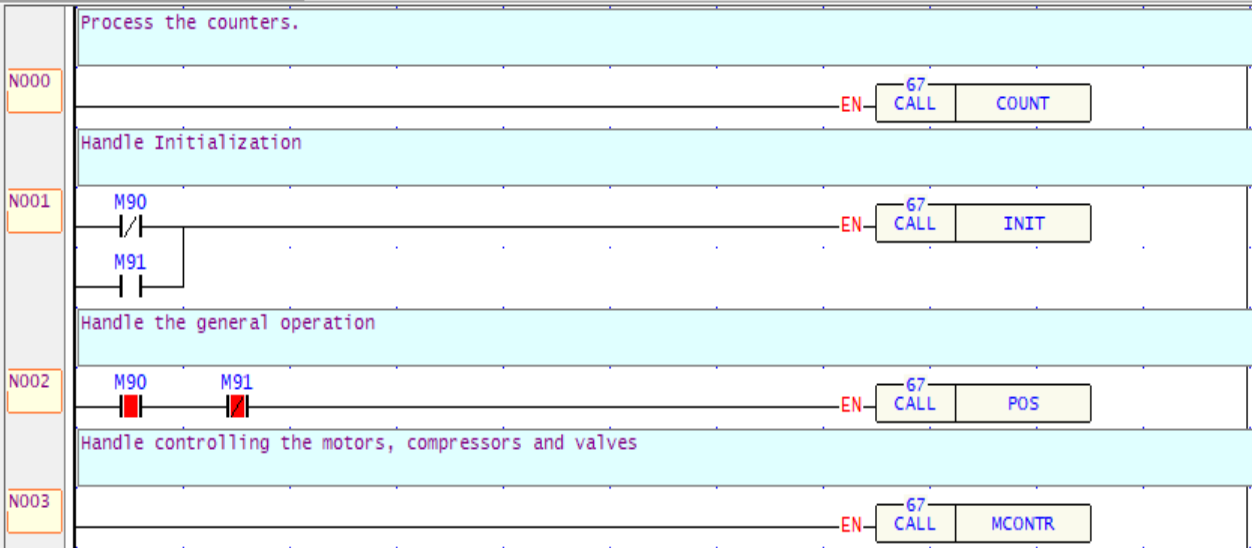 Process the counters.
N000
67
EN CALL COUNT
Handle Initialization
N001
M90
67
EN CALL INIT
M91
Handle the general operation
N002
M90 M91
67
EN CALL POS
Handle controlling the motors, compressors and valves
N003
67
EN CALL MCONTR